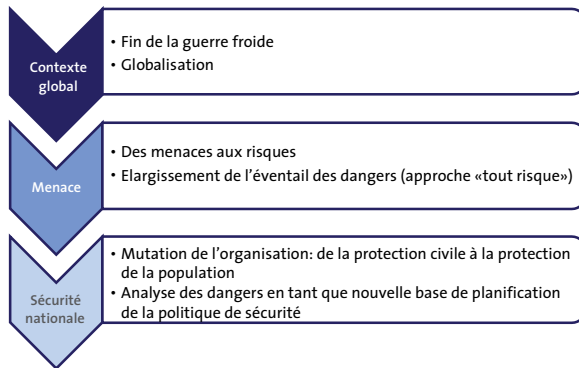 Contexte
global
• Fin de la guerre froide
• Globalisation
Menace
• Des menaces aux risques
• Elargissement de l'éventail des dangers (approche «tout risque»)
Sécurité
nationale
• Mutation de l'organisation: de la protection civile à la protection
de la population
• Analyse des dangers en tant que nouvelle base de planification
de la politique de sécurité